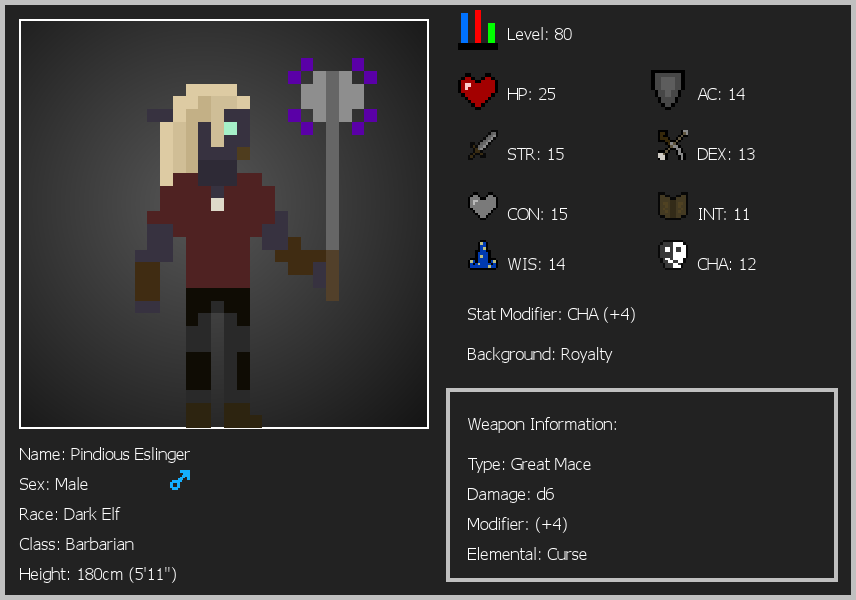 Level: 80
HP: 25
AC: 14
STR: 15
DEX: 13
CON: 15
INT: 11
WIS: 14
CHA: 12
Stat Modifier: CHA (+4)
Background: Royalty
Weapon Information:
Type: Great Mace
Damage: d6
Modifier: (+4)
Elemental: Curse
Name: Pindious Eslinger
Sex: Male
Race: Dark Elf
Class: Barbarian
Height: 180cm (5'11")